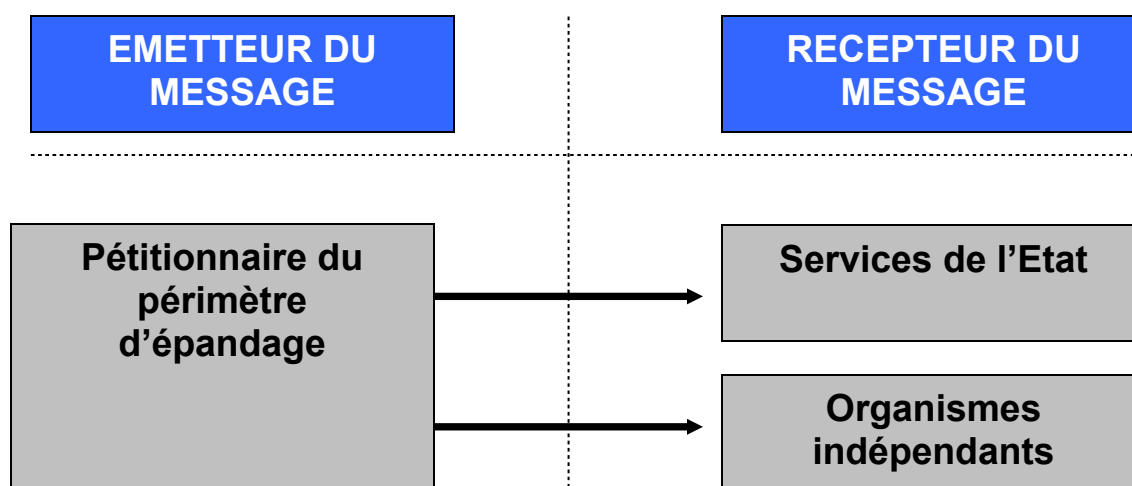 EMETTEUR DU
MESSAGE
RECEPTEUR DU
MESSAGE
Pétitionnaire du
périmètre
d’épandage
Services de l’Etat
Organismes
indépendants